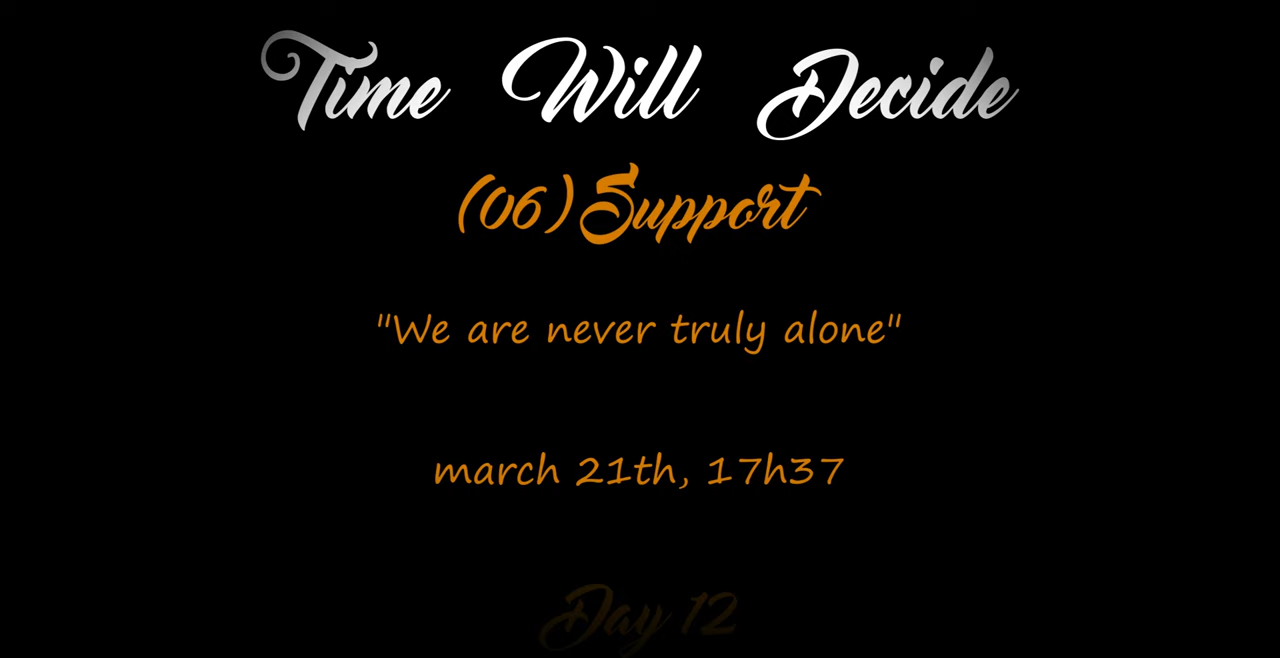 Time Will Decide
(06) Support
"We are never truly alone"
march 21th, 17h37
Day 12